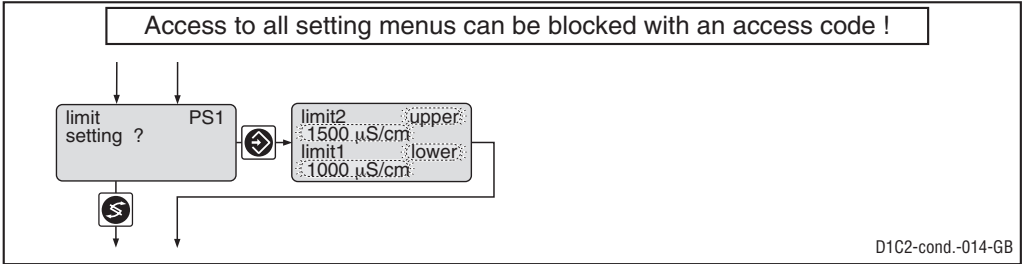 Access to all setting menus can be blocked with an access code !
limit PS1
setting ?
limit2 upper
1500 μS/cm
limit1 lower
1000 μS/cm
D1C2-cond.-014-GB